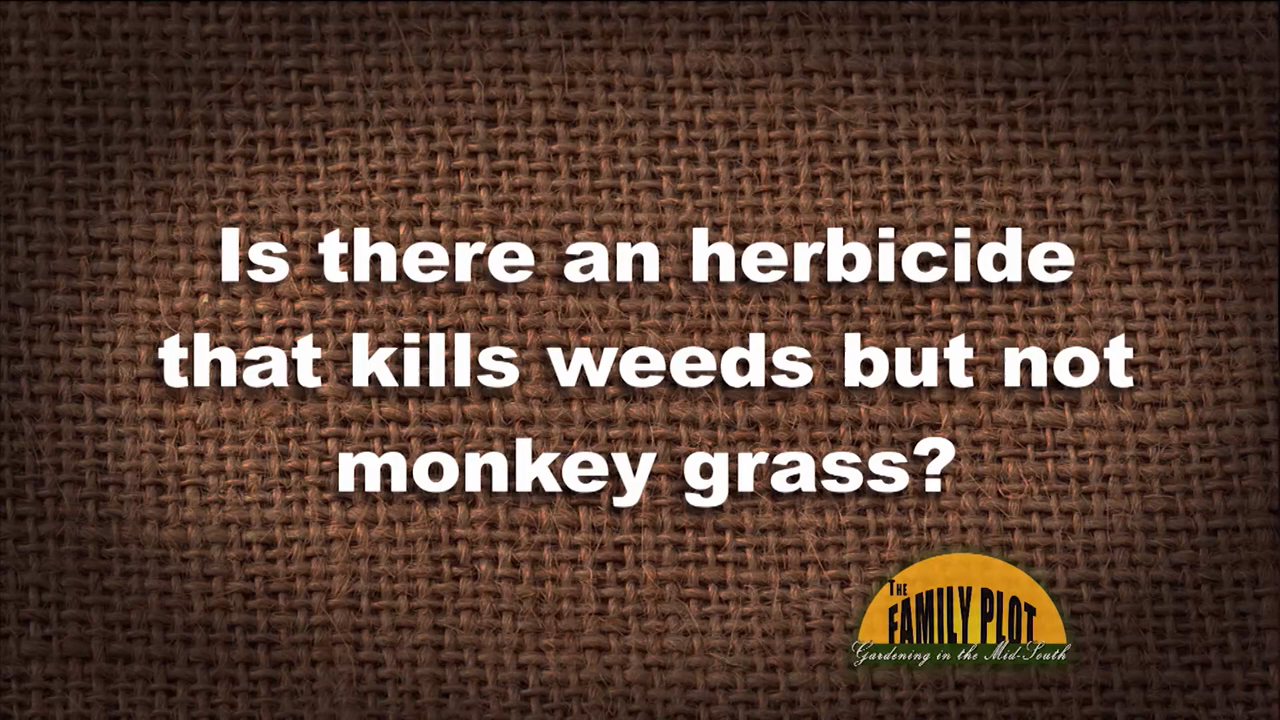 Is there an herbicide
that kills weeds but not
monkey grass?
THE
FAMILY PLOT
Gardening in the Mid-South